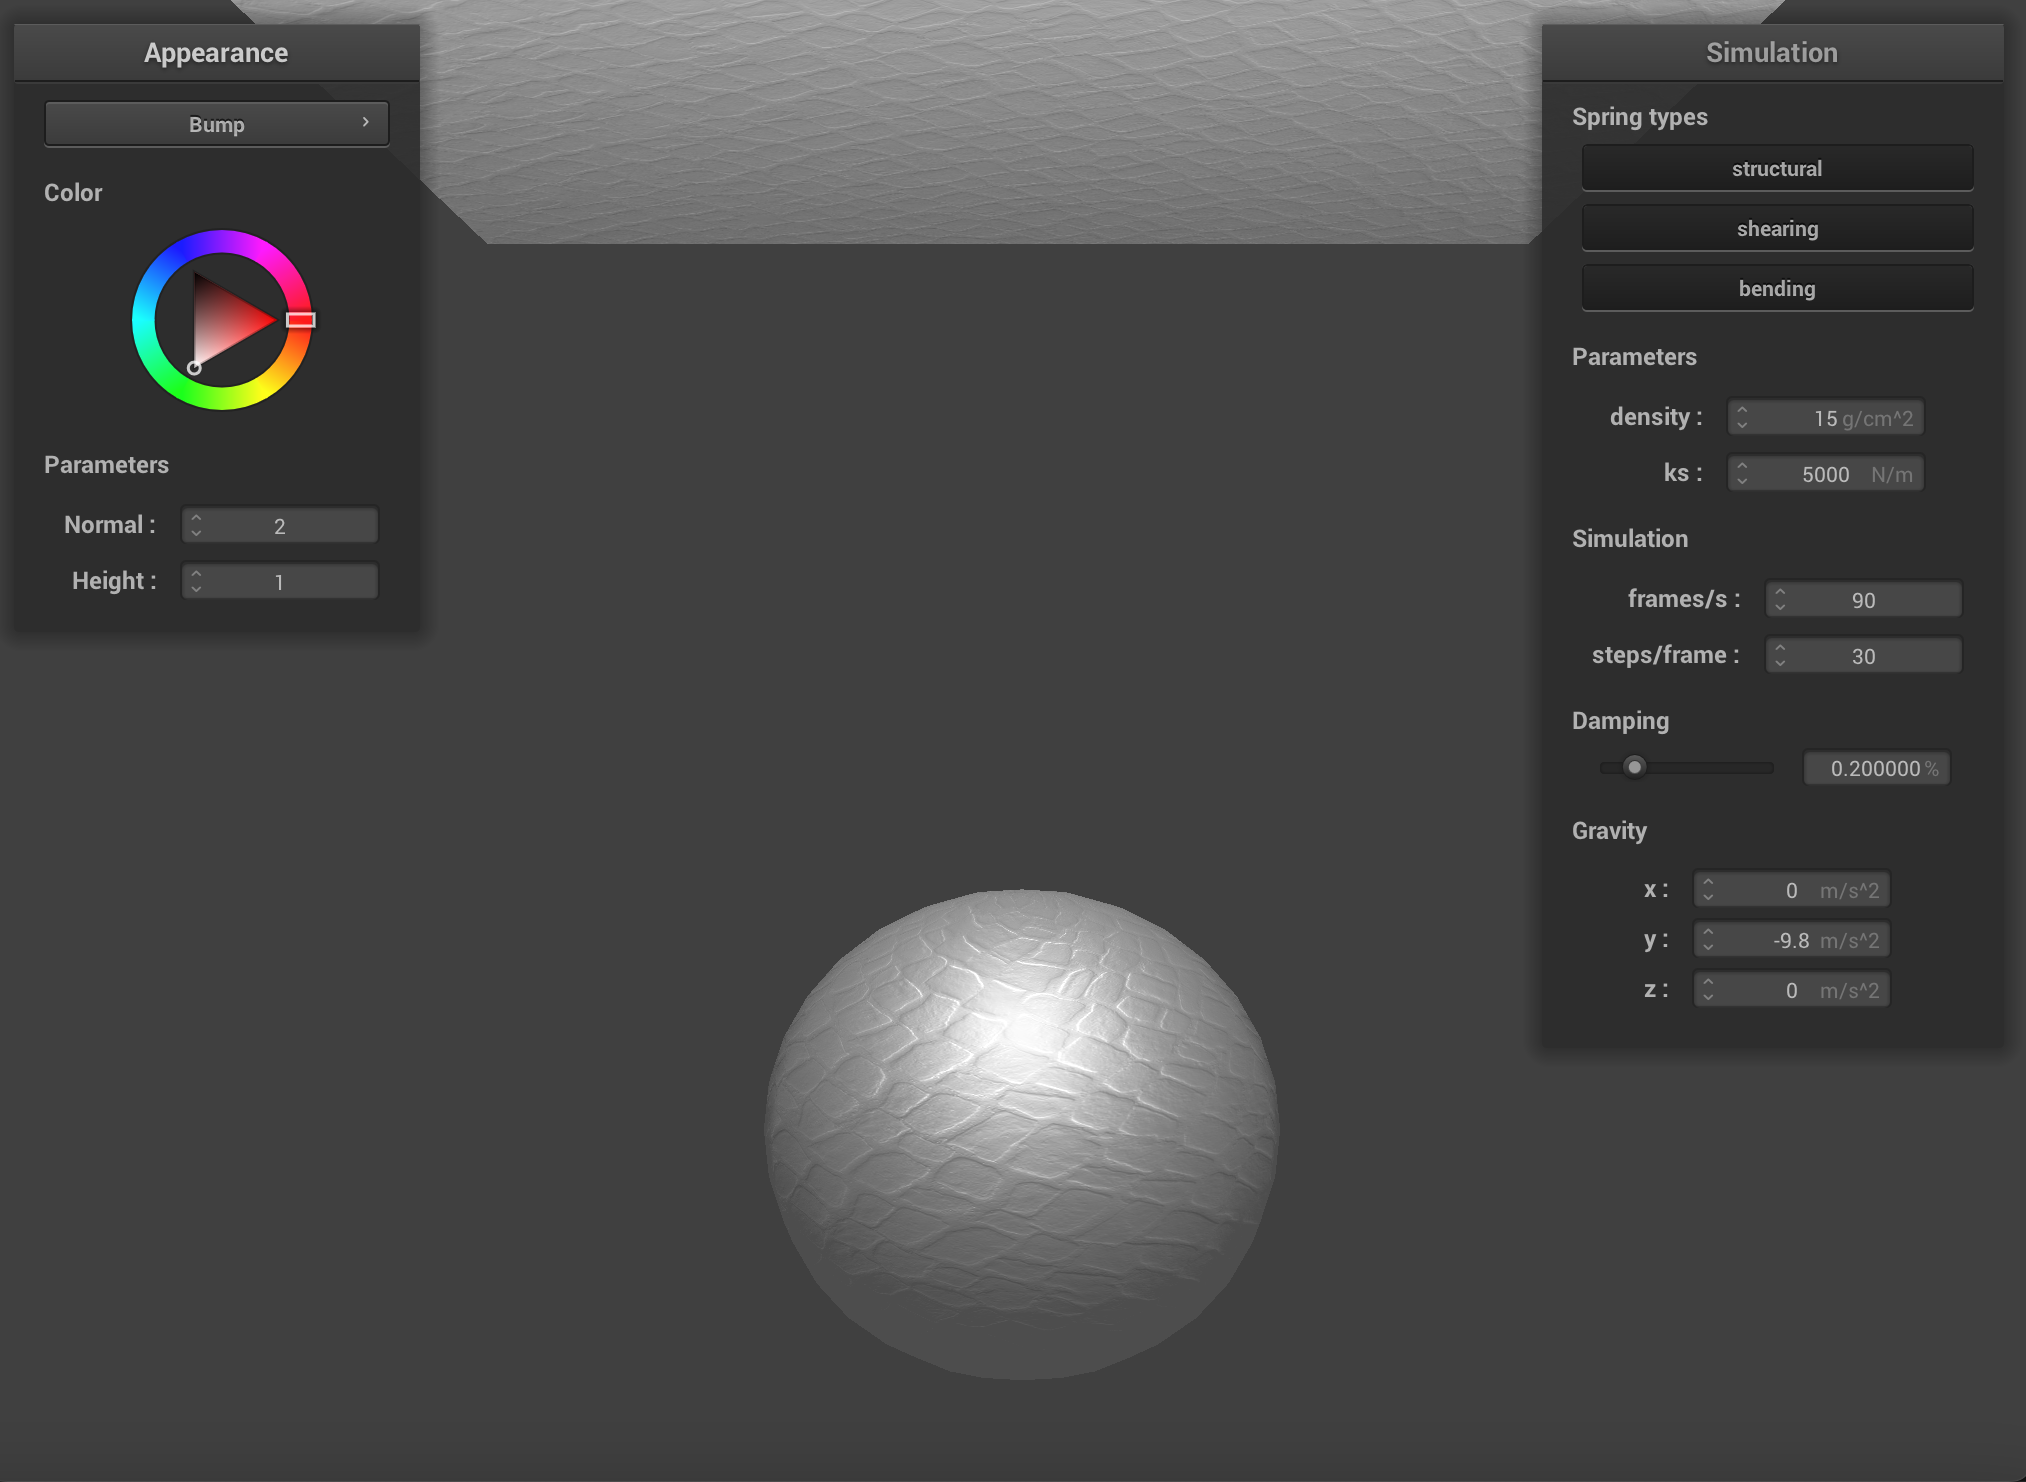 Appearance
Bump
Color
Parameters
Normal : 2
Height : 1
Simulation
Spring types
structural
shearing
bending
Parameters
density : 15 g/cm^2
ks : 5000 N/m
Simulation
frames/s : 90
steps/frame : 30
Damping
0.200000 %
Gravity
x : 0 m/s^2
y : -9.8 m/s^2
z : 0 m/s^2